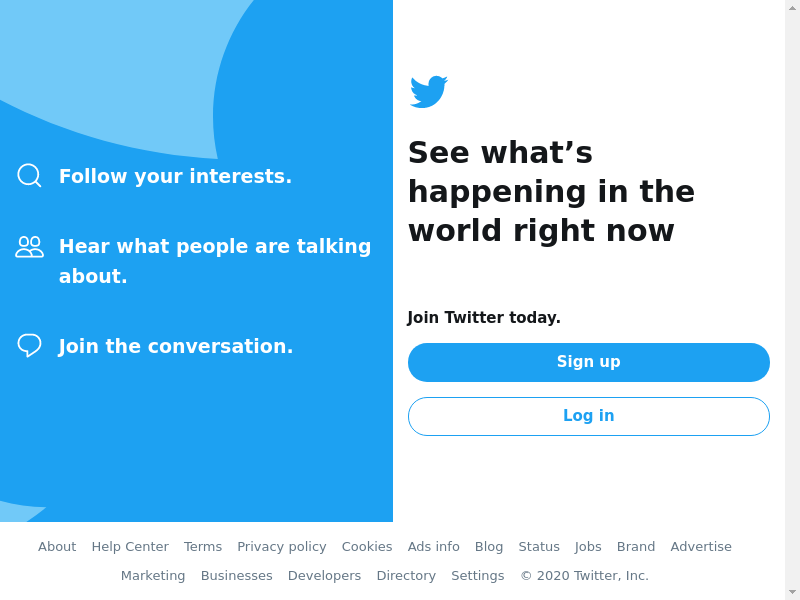 Follow your interests.
Hear what people are talking
about.
Join the conversation.
See what’s
happening in the
world right now
Join Twitter today.
Sign up
Log in
About Help Center Terms Privacy policy Cookies Ads info Blog Status Jobs Brand Advertise
Marketing Businesses Developers Directory Settings © 2020 Twitter, Inc.